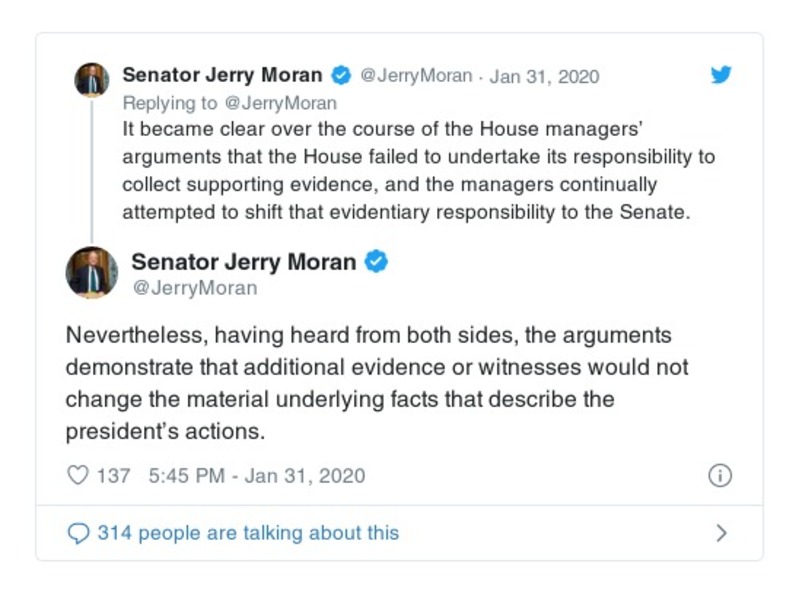 Senator Jerry Moran @JerryMoran · Jan 31, 2020
Replying to @JerryMoran
It became clear over the course of the House managers’
arguments that the House failed to undertake its responsibility to
collect supporting evidence, and the managers continually
attempted to shift that evidentiary responsibility to the Senate.
Senator Jerry Moran
@JerryMoran
Nevertheless, having heard from both sides, the arguments
demonstrate that additional evidence or witnesses would not
change the material underlying facts that describe the
president’s actions.
137 5:45 PM - Jan 31, 2020
314 people are talking about this